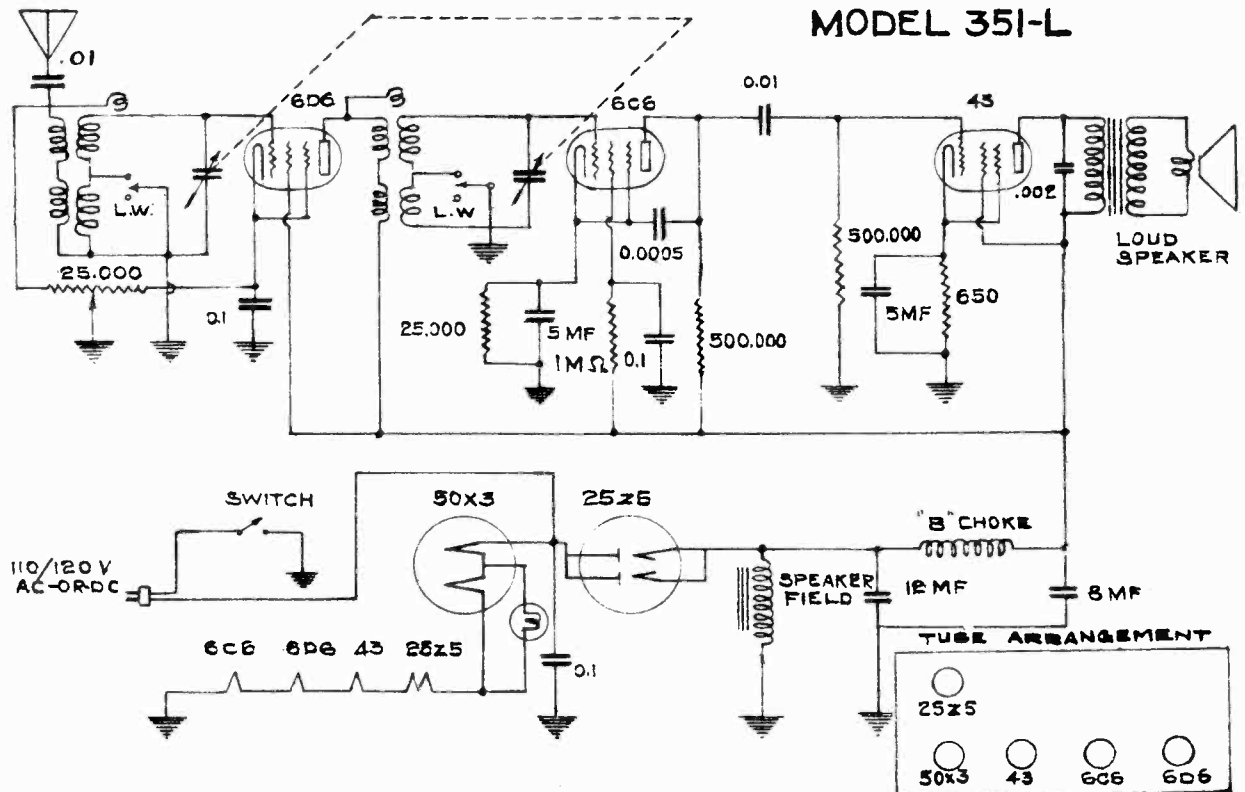 MODEL 351-L
.01
6D6
6C6
0.01
43
L.W.
L.W
.002
LOUD
SPEAKER
25.000
0.1
0.0005
500.000
25.000
5 MF
1MΩ
0.1
500.000
5MF
650
SWITCH
50X3
25Z5
"B" CHOKE
110/120 V
AC-OR-DC
SPEAKER
FIELD
12 MF
8 MF
6C6
6D6
43
25Z5
0.1
TUBE ARRANGEMENT
25Z5
50X3
43
6C6
6D6